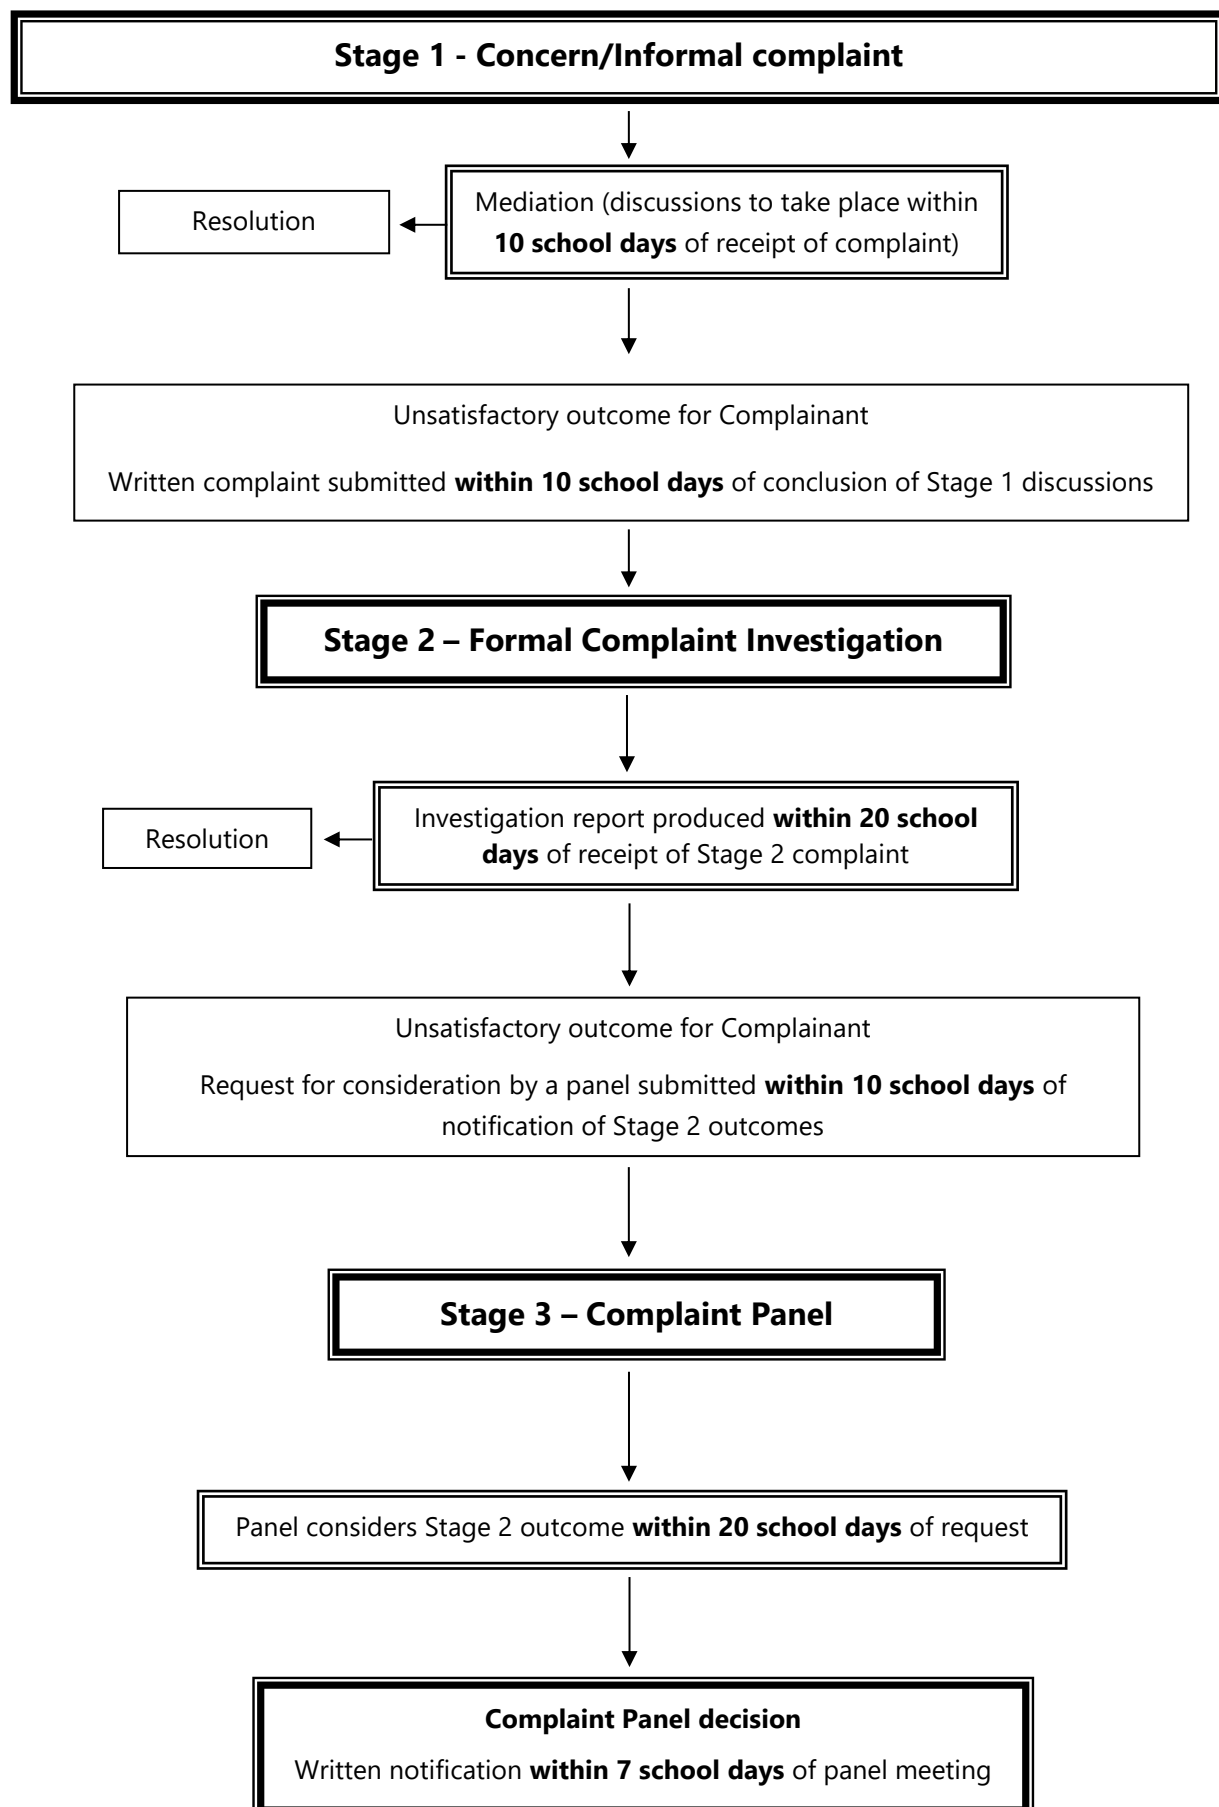 Stage 1 - Concern/Informal complaint
Mediation (discussions to take place within
10 school days of receipt of complaint)
Resolution
Unsatisfactory outcome for Complainant
Written complaint submitted within 10 school days of conclusion of Stage 1 discussions
Stage 2 – Formal Complaint Investigation
Investigation report produced within 20 school
days of receipt of Stage 2 complaint
Resolution
Unsatisfactory outcome for Complainant
Request for consideration by a panel submitted within 10 school days of
notification of Stage 2 outcomes
Stage 3 – Complaint Panel
Panel considers Stage 2 outcome within 20 school days of request
Complaint Panel decision
Written notification within 7 school days of panel meeting